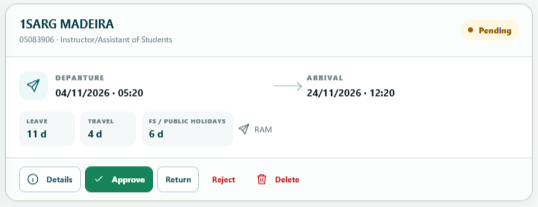 1SARG MADEIRA
05083906 · Instructor/Assistant of Students
Pending
DEPARTURE
04/11/2026 · 05:20
ARRIVAL
24/11/2026 · 12:20
LEAVE
11 d
TRAVEL
4 d
FS / PUBLIC HOLIDAYS
6 d
RAM
Details
Approve
Return
Reject
Delete